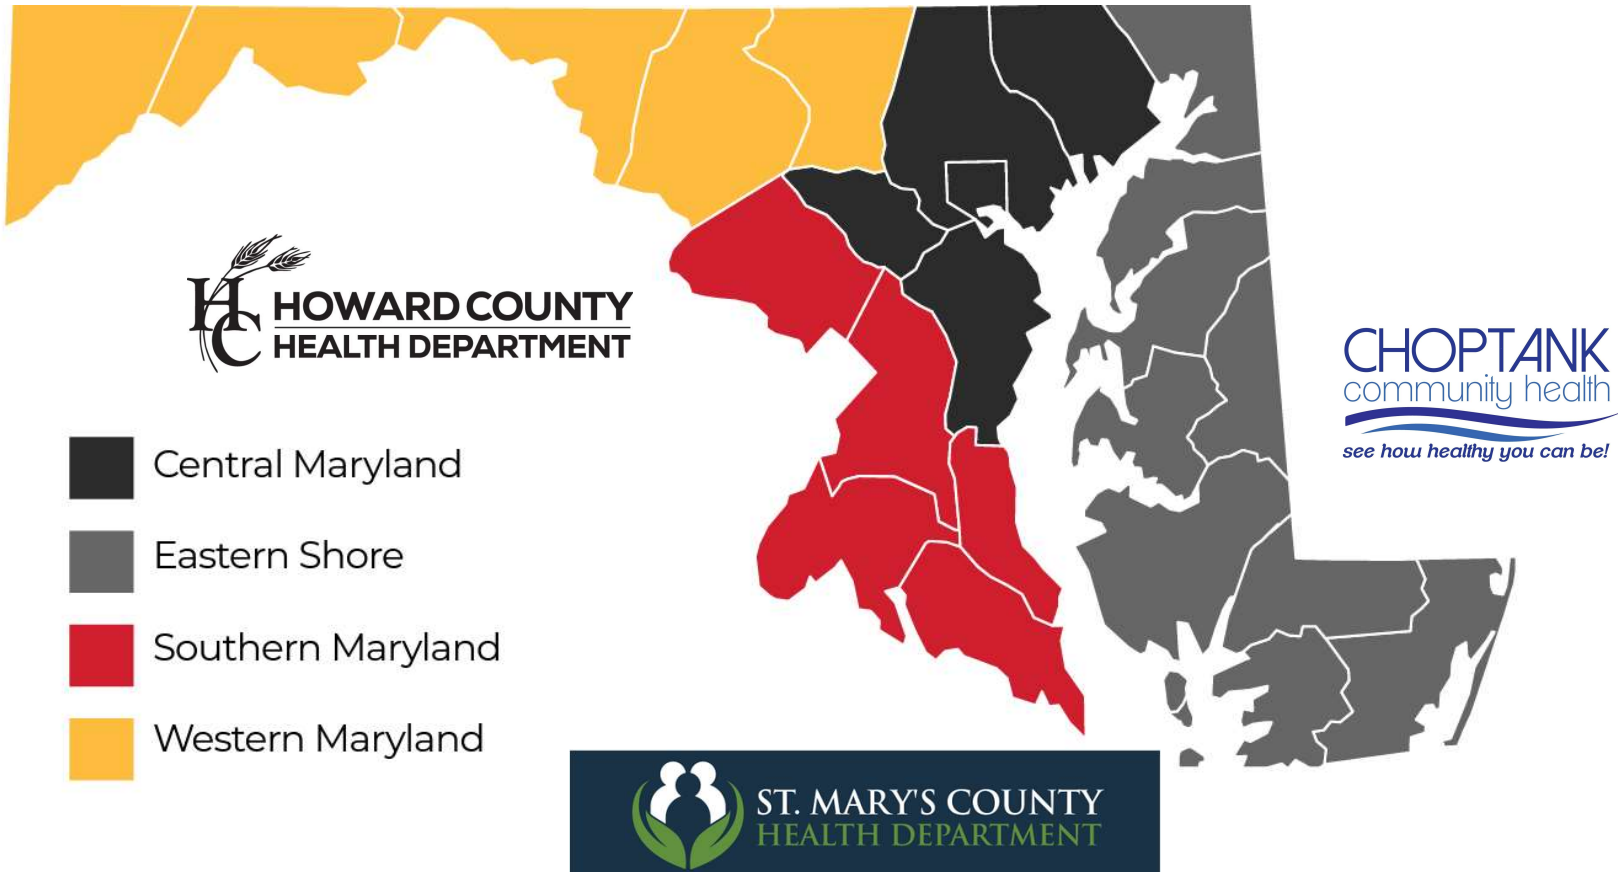 HC
HOWARD COUNTY
HEALTH DEPARTMENT
CHOPTANK
community health
see how healthy you can be!
Central Maryland
Eastern Shore
Southern Maryland
Western Maryland
ST. MARY'S COUNTY
HEALTH DEPARTMENT